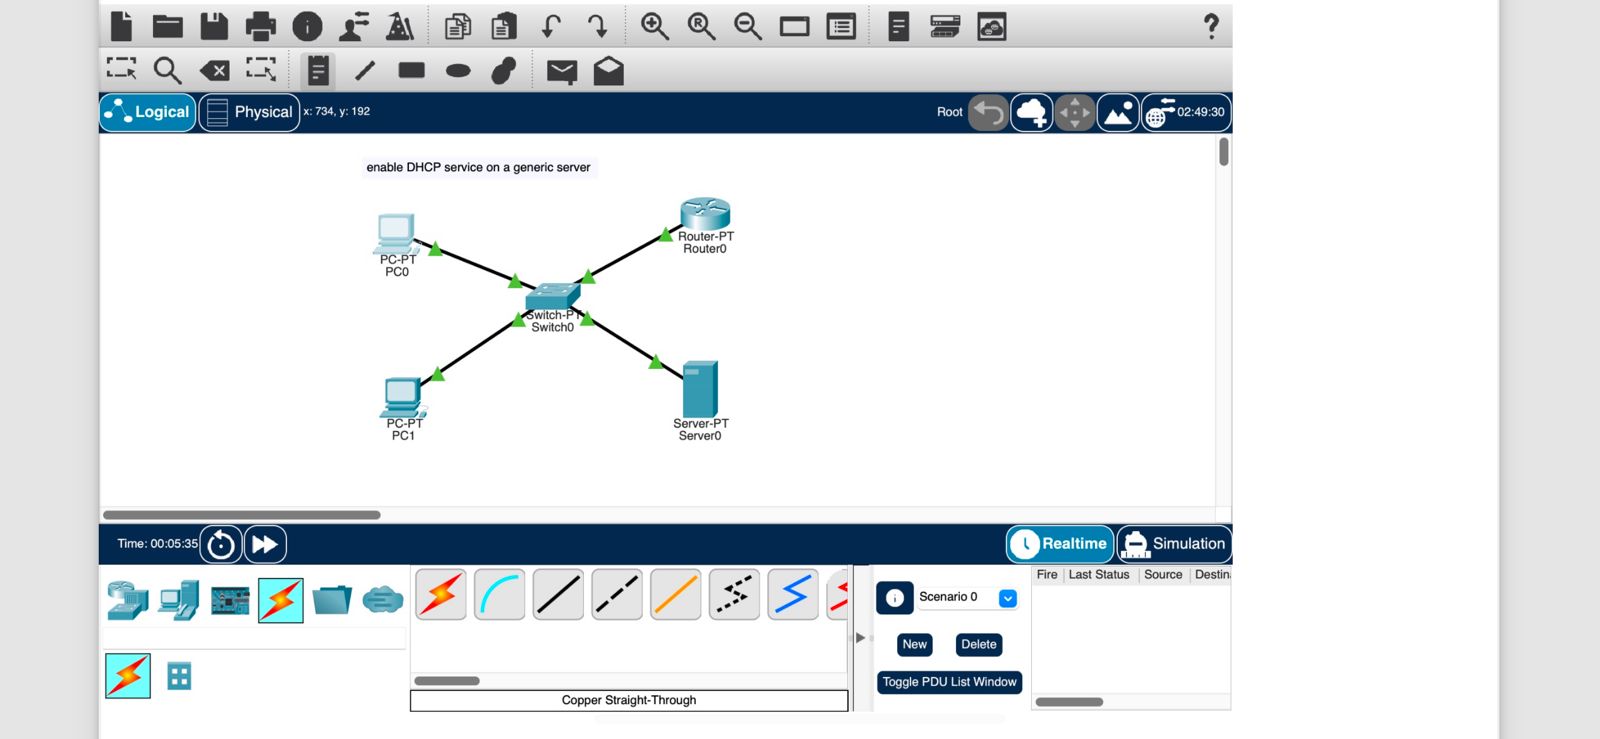 Logical
Physical
x: 734, y: 192
Root
02:49:30
enable DHCP service on a generic server
Router-PT
Router0
PC-PT
PC0
Switch-PT
Switch0
PC-PT
PC1
Server-PT
Server0
Time: 00:05:35
Realtime
Simulation
Fire Last Status Source Destin
Scenario 0
New
Delete
Toggle PDU List Window
Copper Straight-Through